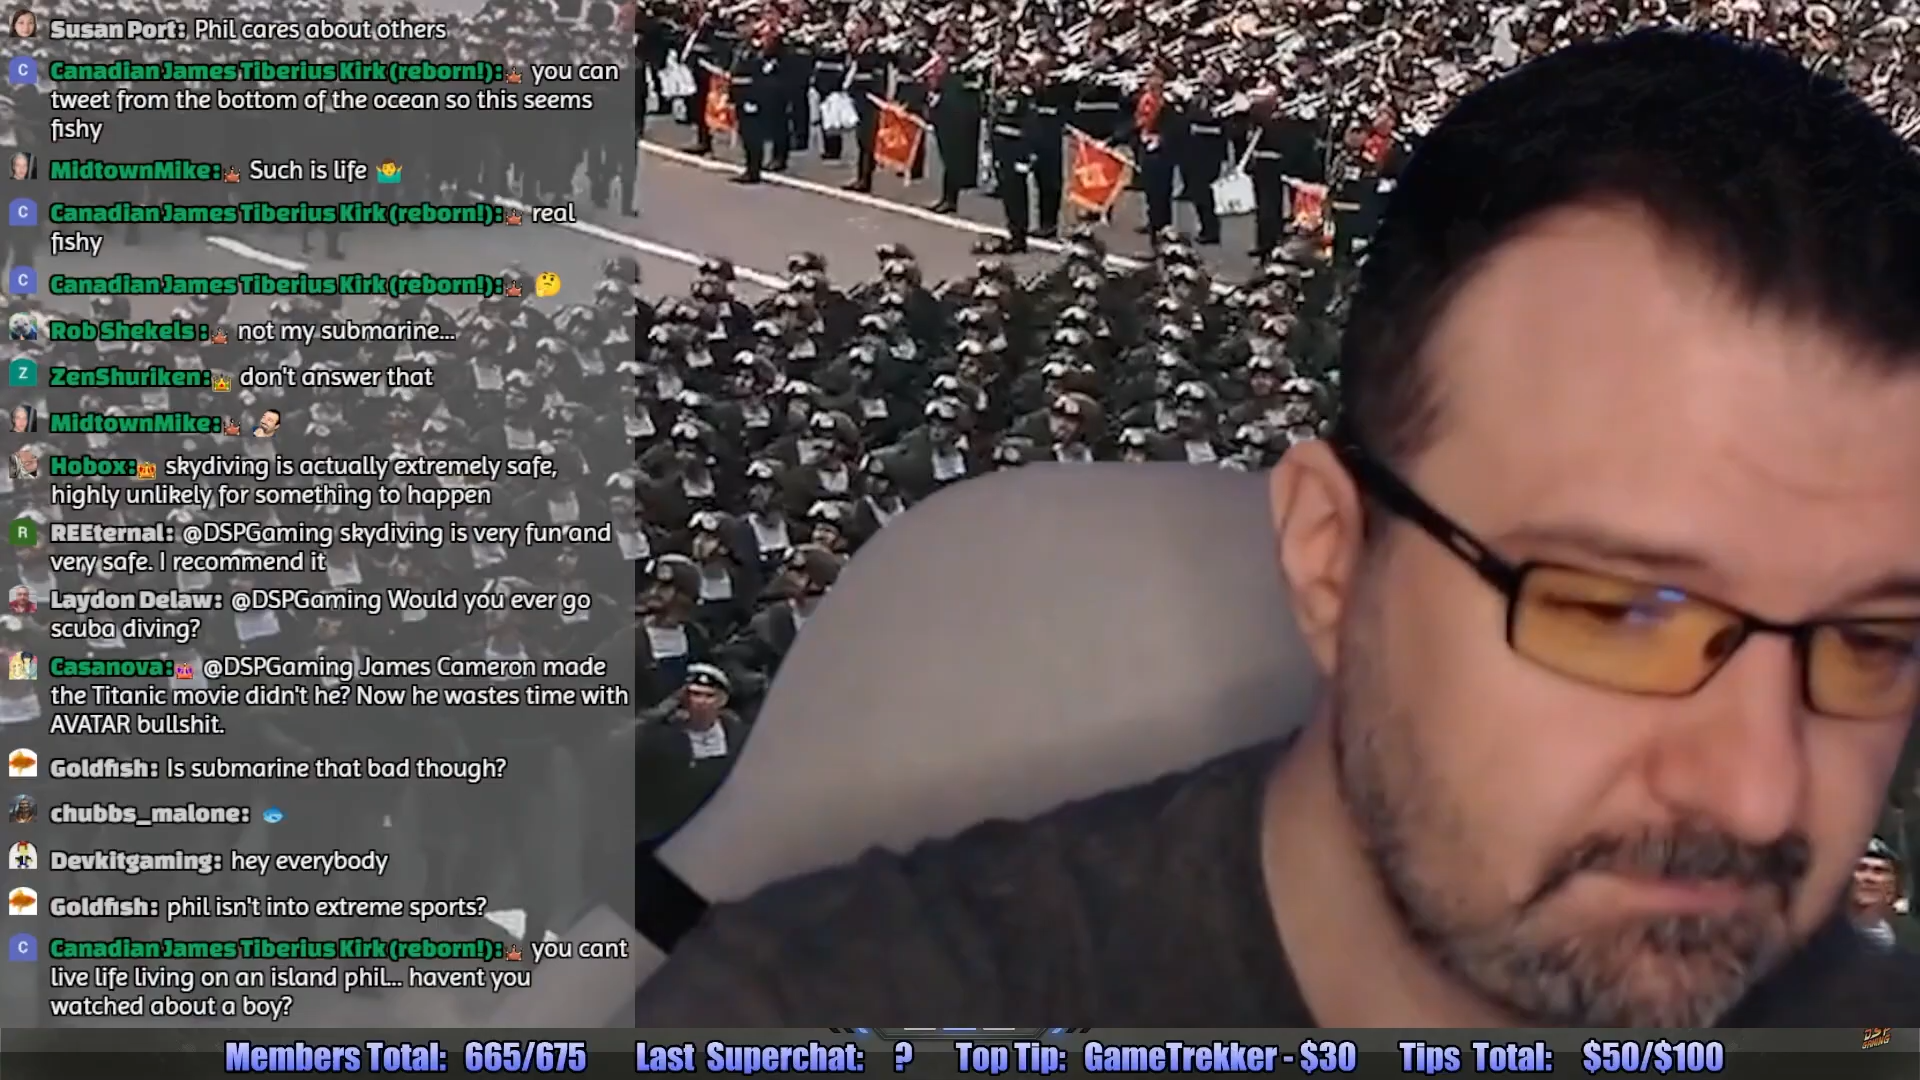 Susan Port: Phil cares about others
C Canadian James Tiberius Kirk (reborn!): you can
tweet from the bottom of the ocean so this seems
fishy
MidtownMike: Such is life 🤷‍♂️
C Canadian James Tiberius Kirk (reborn!): real
fishy
C Canadian James Tiberius Kirk (reborn!): 🤔
Rob Shekels : not my submarine...
Z ZenShuriken: don't answer that
MidtownMike:
Hobox: skydiving is actually extremely safe,
highly unlikely for something to happen
R REEternal: @DSPGaming skydiving is very fun and
very safe. I recommend it
Laydon Delaw: @DSPGaming Would you ever go
scuba diving?
Casanova: @DSPGaming James Cameron made
the Titanic movie didn't he? Now he wastes time with
AVATAR bullshit.
Goldfish: Is submarine that bad though?
chubbs_malone: 🐟
Devkitgaming: hey everybody
Goldfish: phil isn't into extreme sports?
C Canadian James Tiberius Kirk (reborn!): you cant
live life living on an island phil... havent you
watched about a boy?
Members Total: 665/675 Last Superchat: ? Top Tip: GameTrekker - $30 Tips Total: $50/$100
DSP
GAMING